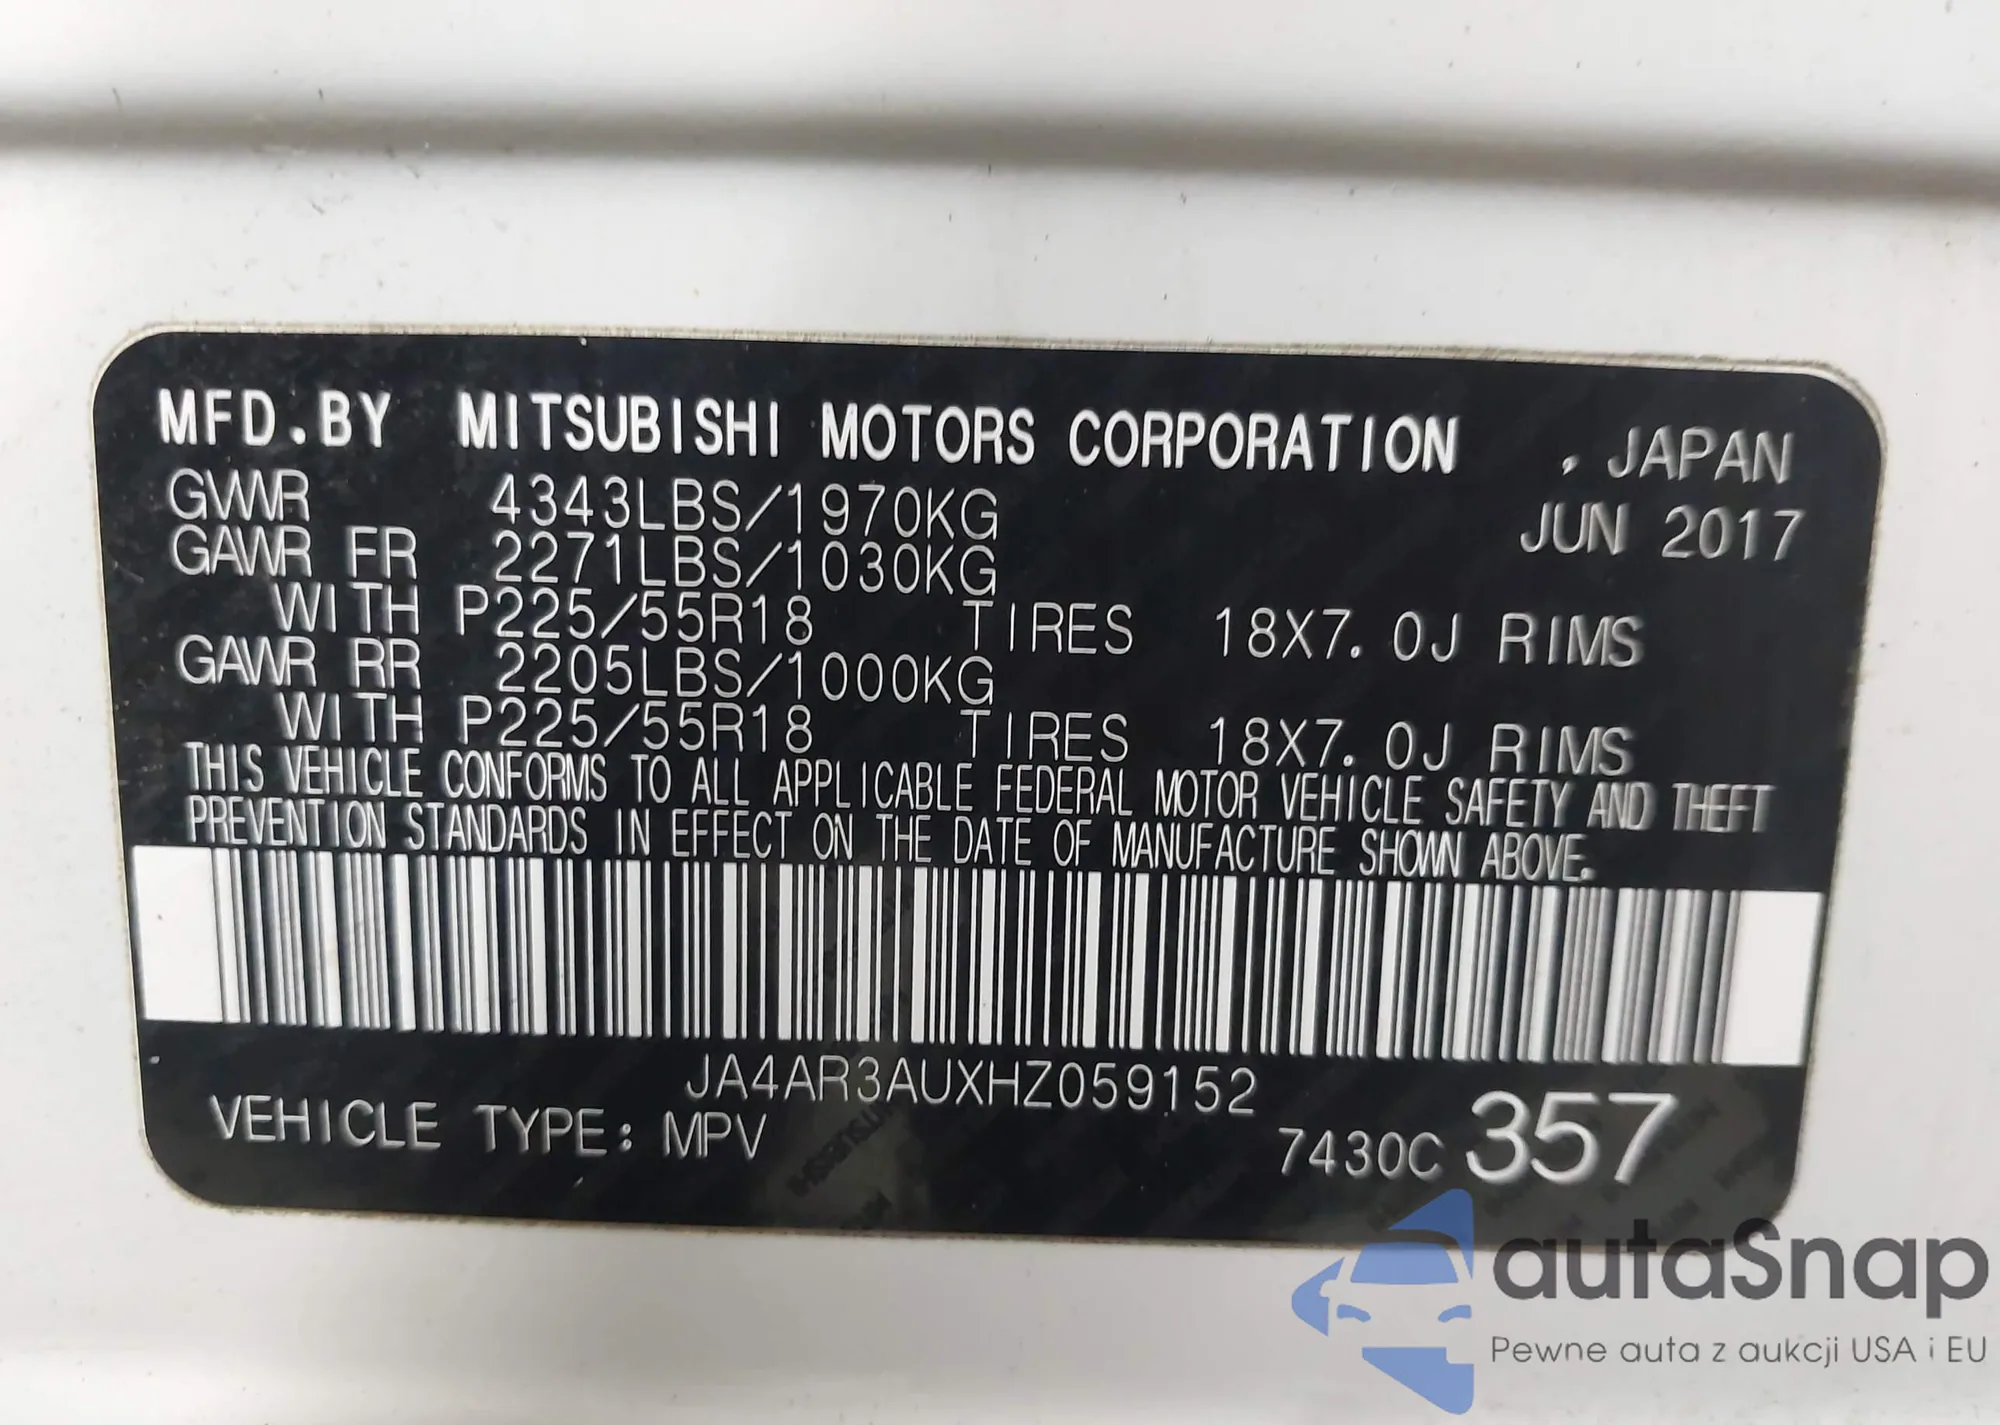 MFD.BY MITSUBISHI MOTORS CORPORATION , JAPAN
GVWR 4343LBS/1970KG JUN 2017
GAWR FR 2271LBS/1030KG
WITH P225/55R18 TIRES 18X7.0J RIMS
GAWR RR 2205LBS/1000KG
WITH P225/55R18 TIRES 18X7.0J RIMS
THIS VEHICLE CONFORMS TO ALL APPLICABLE FEDERAL MOTOR VEHICLE SAFETY AND THEFT
PREVENTION STANDARDS IN EFFECT ON THE DATE OF MANUFACTURE SHOWN ABOVE.
JA4AR3AUXHZ059152
VEHICLE TYPE: MPV 7430C 357
autaSnap
Pewne auta z aukcji USA i EU